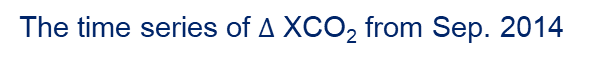 The time series of Δ XCO₂ from Sep. 2014